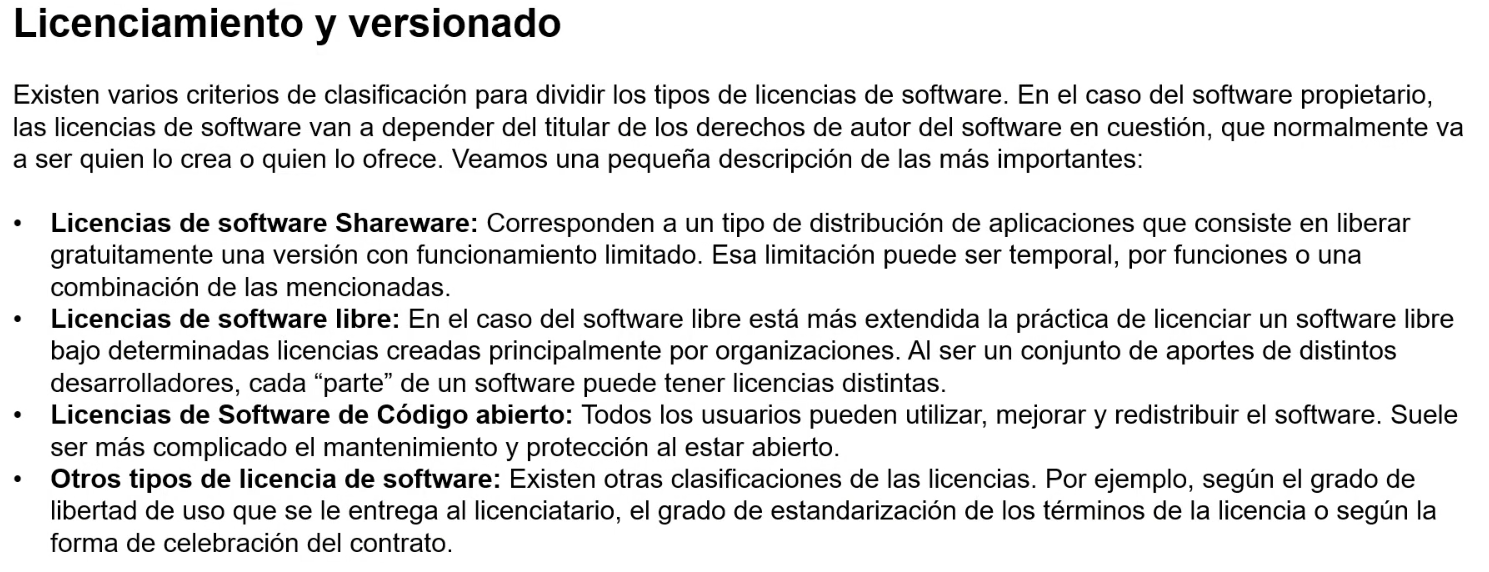 Licenciamiento y versionado
Existen varios criterios de clasificación para dividir los tipos de licencias de software. En el caso del software propietario,
las licencias de software van a depender del titular de los derechos de autor del software en cuestión, que normalmente va
a ser quien lo crea o quien lo ofrece. Veamos una pequeña descripción de las más importantes:
• Licencias de software Shareware: Corresponden a un tipo de distribución de aplicaciones que consiste en liberar
gratuitamente una versión con funcionamiento limitado. Esa limitación puede ser temporal, por funciones o una
combinación de las mencionadas.
• Licencias de software libre: En el caso del software libre está más extendida la práctica de licenciar un software libre
bajo determinadas licencias creadas principalmente por organizaciones. Al ser un conjunto de aportes de distintos
desarrolladores, cada “parte” de un software puede tener licencias distintas.
• Licencias de Software de Código abierto: Todos los usuarios pueden utilizar, mejorar y redistribuir el software. Suele
ser más complicado el mantenimiento y protección al estar abierto.
• Otros tipos de licencia de software: Existen otras clasificaciones de las licencias. Por ejemplo, según el grado de
libertad de uso que se le entrega al licenciatario, el grado de estandarización de los términos de la licencia o según la
forma de celebración del contrato.